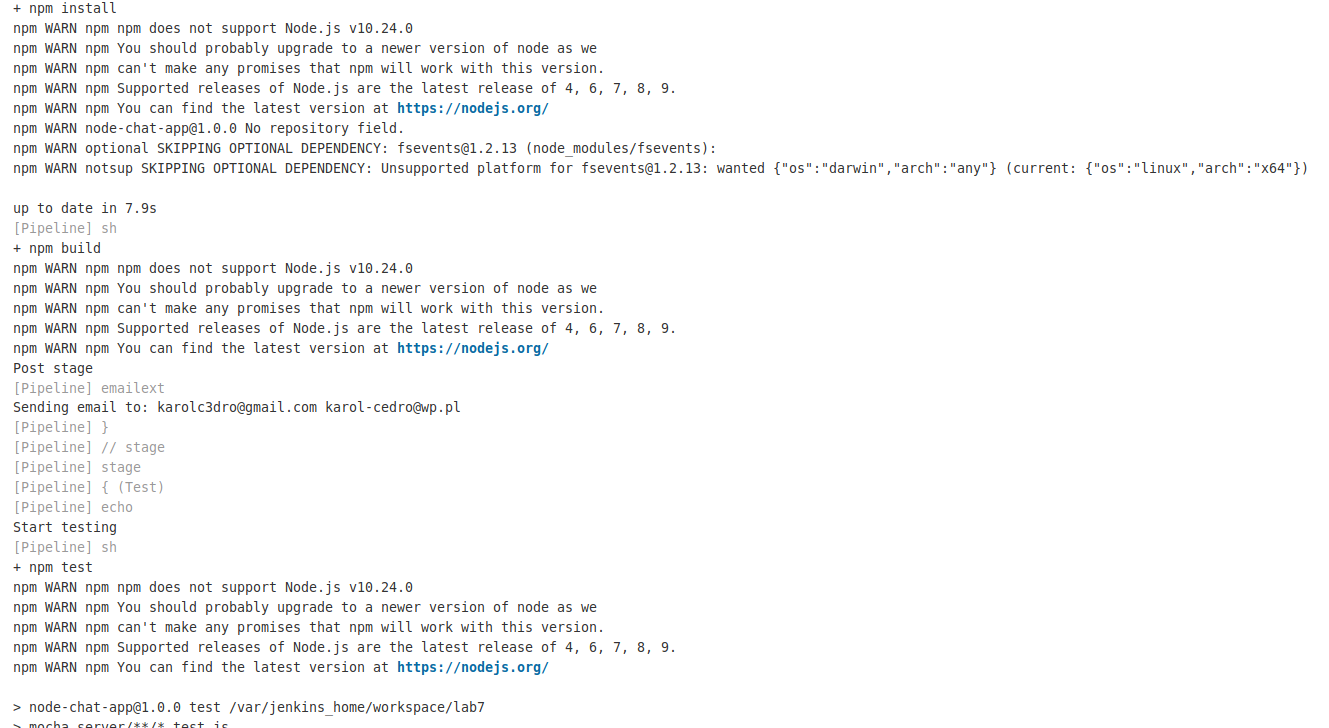 + npm install
npm WARN npm npm does not support Node.js v10.24.0
npm WARN npm You should probably upgrade to a newer version of node as we
npm WARN npm can't make any promises that npm will work with this version.
npm WARN npm Supported releases of Node.js are the latest release of 4, 6, 7, 8, 9.
npm WARN npm You can find the latest version at https://nodejs.org/
npm WARN node-chat-app@1.0.0 No repository field.
npm WARN optional SKIPPING OPTIONAL DEPENDENCY: fsevents@1.2.13 (node_modules/fsevents):
npm WARN notsup SKIPPING OPTIONAL DEPENDENCY: Unsupported platform for fsevents@1.2.13: wanted {"os":"darwin","arch":"any"} (current: {"os":"linux","arch":"x64"})
up to date in 7.9s
[Pipeline] sh
+ npm build
npm WARN npm npm does not support Node.js v10.24.0
npm WARN npm You should probably upgrade to a newer version of node as we
npm WARN npm can't make any promises that npm will work with this version.
npm WARN npm Supported releases of Node.js are the latest release of 4, 6, 7, 8, 9.
npm WARN npm You can find the latest version at https://nodejs.org/
Post stage
[Pipeline] emailext
Sending email to: karolc3dro@gmail.com karol-cedro@wp.pl
[Pipeline] }
[Pipeline] // stage
[Pipeline] stage
[Pipeline] { (Test)
[Pipeline] echo
Start testing
[Pipeline] sh
+ npm test
npm WARN npm npm does not support Node.js v10.24.0
npm WARN npm You should probably upgrade to a newer version of node as we
npm WARN npm can't make any promises that npm will work with this version.
npm WARN npm Supported releases of Node.js are the latest release of 4, 6, 7, 8, 9.
npm WARN npm You can find the latest version at https://nodejs.org/
> node-chat-app@1.0.0 test /var/jenkins_home/workspace/lab7
> mocha server/**/*.test.js